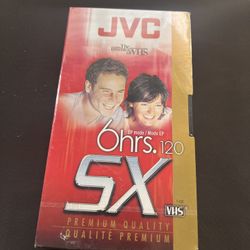 JVC
VHS
6hrs. 120
EP mode / Mode EP
SX
PREMIUM QUALITY
QUALITÉ PREMIUM
VHS